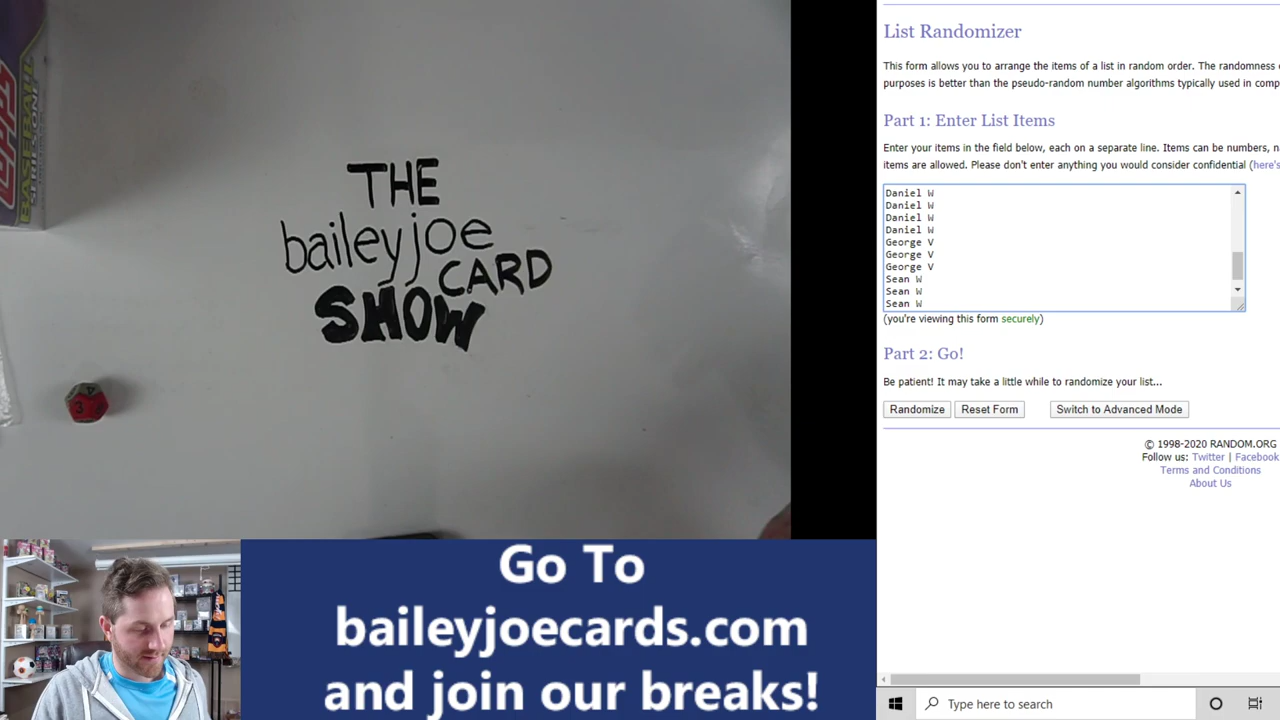 BASEBALL
SERIES ONE
THE
baileyjoe
CARD
SHOW
4
3
Go To
baileyjoecards.com
and join our breaks!
List Randomizer
This form allows you to arrange the items of a list in random order. The randomness
purposes is better than the pseudo-random number algorithms typically used in comp
Part 1: Enter List Items
Enter your items in the field below, each on a separate line. Items can be numbers, n
items are allowed. Please don't enter anything you would consider confidential (here's
Daniel W
Daniel W
Daniel W
Daniel W
George V
George V
George V
Sean W
Sean W
Sean W
(you're viewing this form securely)
Part 2: Go!
Be patient! It may take a little while to randomize your list...
Randomize Reset Form Switch to Advanced Mode
© 1998-2020 RANDOM.ORG
Follow us: Twitter | Facebook
Terms and Conditions
About Us
Type here to search